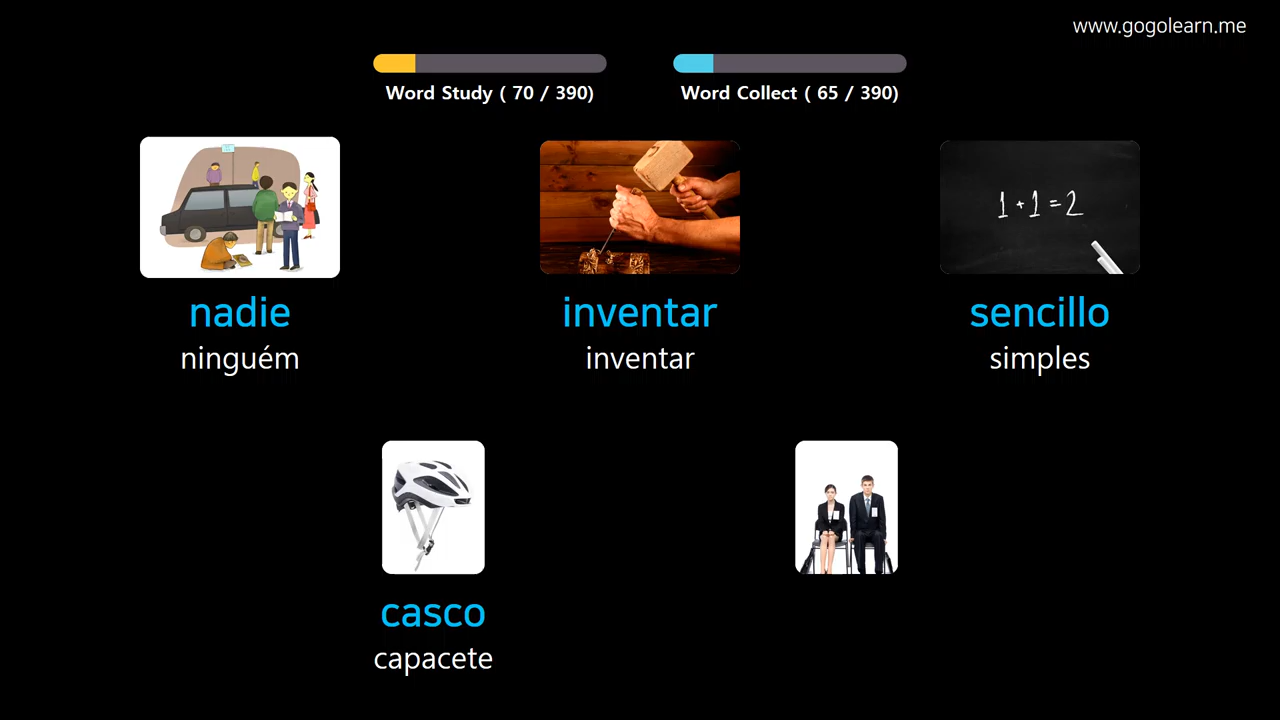 www.gogolearn.me
Word Study ( 70 / 390)
Word Collect ( 65 / 390)
1+1=2
nadie
inventar
sencillo
ninguém
inventar
simples
casco
capacete